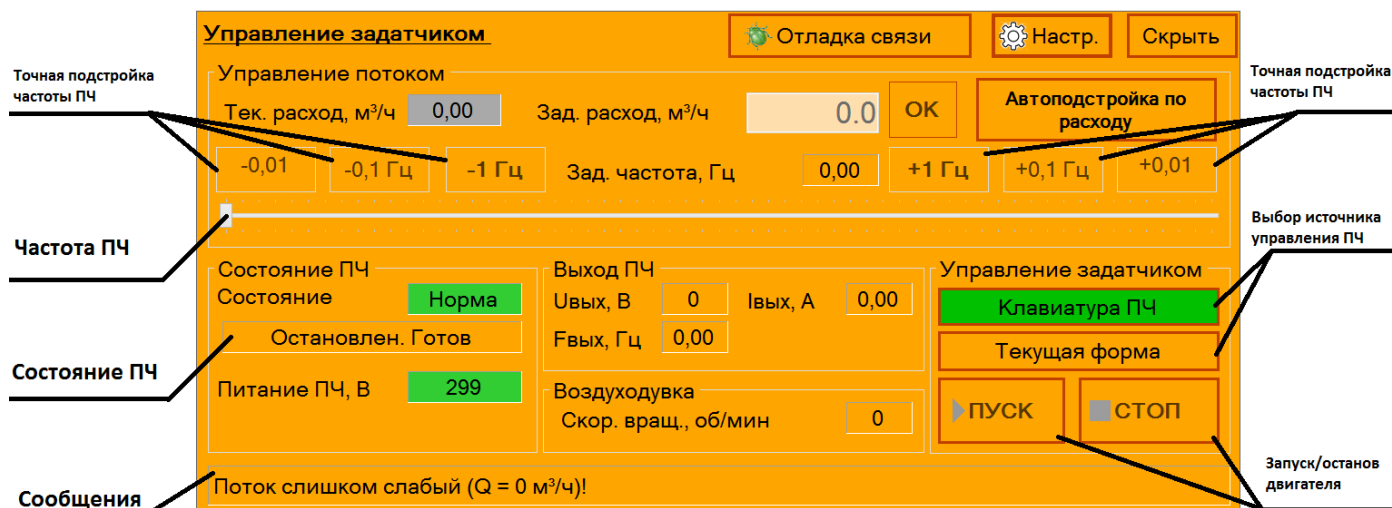 Управление задатчиком
Отладка связи
Настр.
Скрыть
Точная подстройка
частоты ПЧ
Управление потоком
Точная подстройка
частоты ПЧ
Тек. расход, м³/ч 0,00 Зад. расход, м³/ч 0.0 OK
Автоподстройка по
расходу
-0,01 -0,1 Гц -1 Гц Зад. частота, Гц 0,00 +1 Гц +0,1 Гц +0,01
Частота ПЧ
Выбор источника
управления ПЧ
Состояние ПЧ
Состояние Норма
Остановлен. Готов
Питание ПЧ, В 299
Состояние ПЧ
Выход ПЧ
Uвых, В 0 Iвых, А 0,00
Fвых, Гц 0,00
Воздуходувка
Скор. вращ., об/мин 0
Управление задатчиком
Клавиатура ПЧ
Текущая форма
ПУСК СТОП
Запуск/останов
двигателя
Сообщения
Поток слишком слабый (Q = 0 м³/ч)!